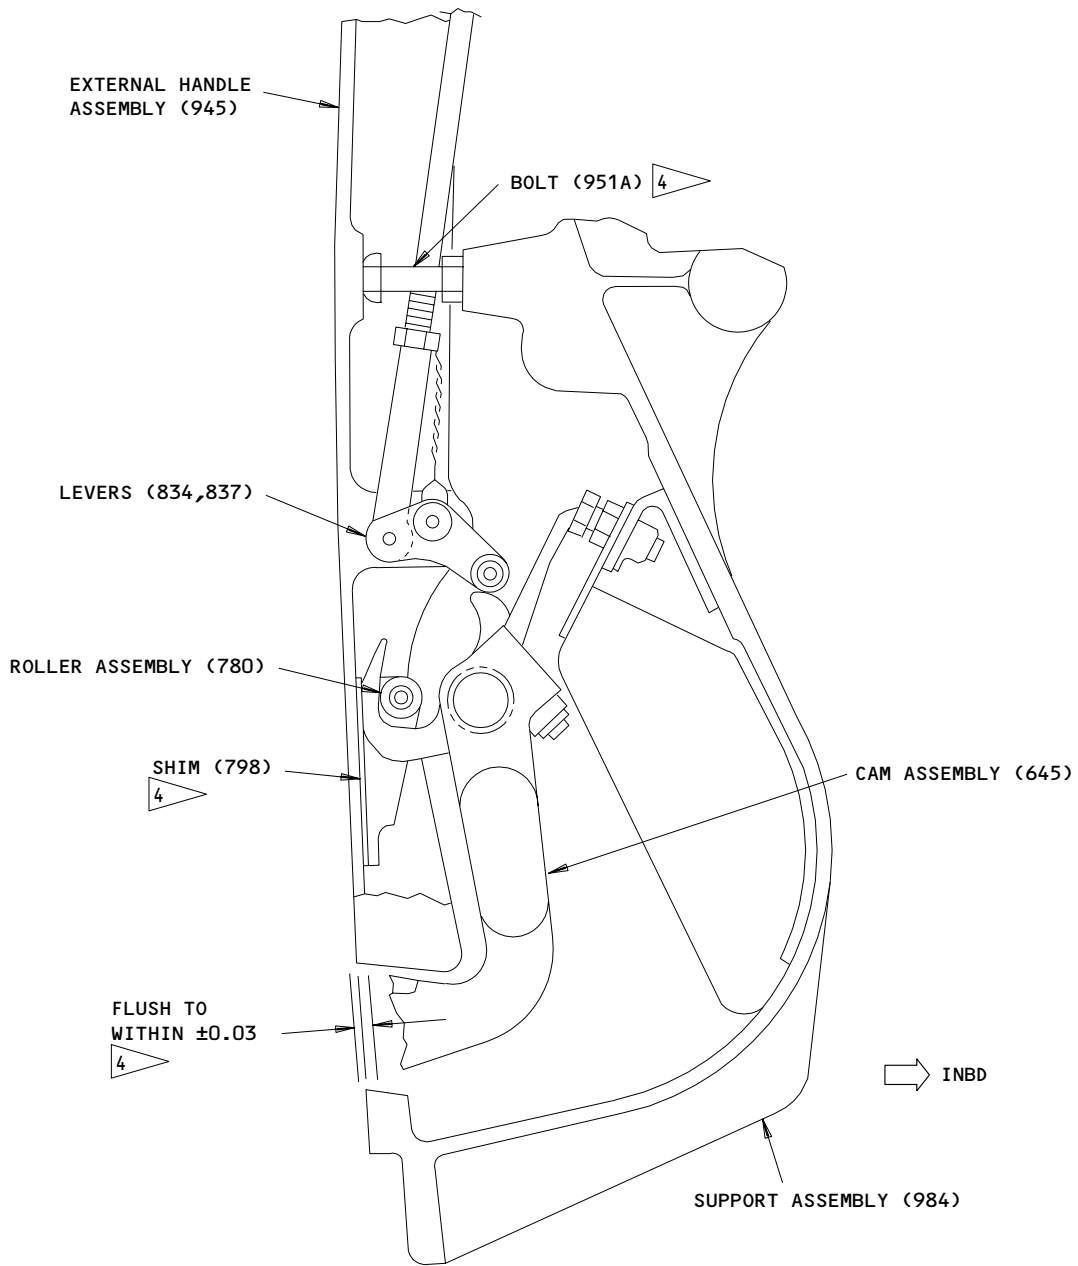 EXTERNAL HANDLE
ASSEMBLY (945)
BOLT (951A) 4
LEVERS (834,837)
ROLLER ASSEMBLY (780)
SHIM (798)
4
CAM ASSEMBLY (645)
FLUSH TO
WITHIN ±0.03
4
INBD
SUPPORT ASSEMBLY (984)